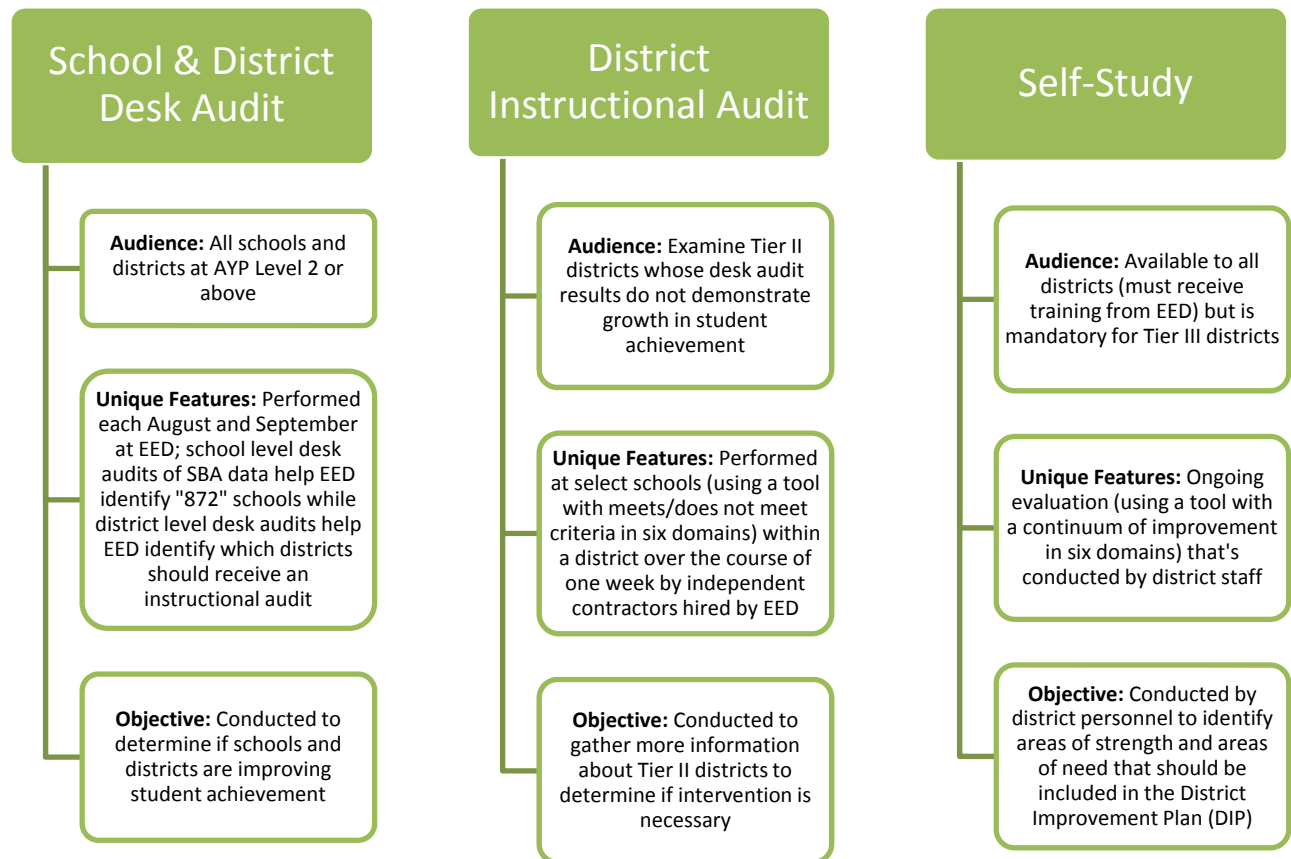 School & District
Desk Audit
Audience: All schools and
districts at AYP Level 2 or
above
Unique Features: Performed
each August and September
at EED; school level desk
audits of SBA data help EED
identify "872" schools while
district level desk audits help
EED identify which districts
should receive an
instructional audit
Objective: Conducted to
determine if schools and
districts are improving
student achievement
District
Instructional Audit
Audience: Examine Tier II
districts whose desk audit
results do not demonstrate
growth in student
achievement
Unique Features: Performed
at select schools (using a tool
with meets/does not meet
criteria in six domains) within
a district over the course of
one week by independent
contractors hired by EED
Objective: Conducted to
gather more information
about Tier II districts to
determine if intervention is
necessary
Self-Study
Audience: Available to all
districts (must receive
training from EED) but is
mandatory for Tier III districts
Unique Features: Ongoing
evaluation (using a tool with
a continuum of improvement
in six domains) that's
conducted by district staff
Objective: Conducted by
district personnel to identify
areas of strength and areas
of need that should be
included in the District
Improvement Plan (DIP)